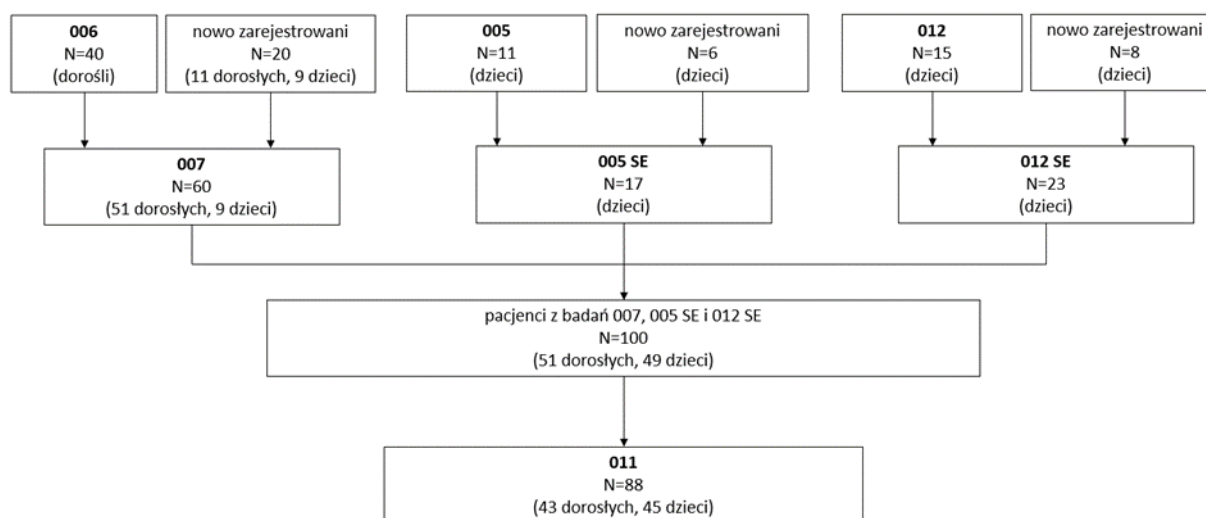 006
N=40
(dorośli)
nowo zarejestrowani
N=20
(11 dorosłych, 9 dzieci)
005
N=11
(dzieci)
nowo zarejestrowani
N=6
(dzieci)
012
N=15
(dzieci)
nowo zarejestrowani
N=8
(dzieci)
007
N=60
(51 dorosłych, 9 dzieci)
005 SE
N=17
(dzieci)
012 SE
N=23
(dzieci)
pacjenci z badań 007, 005 SE i 012 SE
N=100
(51 dorosłych, 49 dzieci)
011
N=88
(43 dorosłych, 45 dzieci)